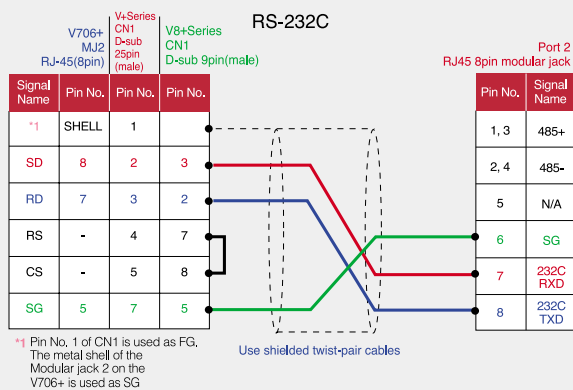 RS-232C
V706+
MJ2
RJ-45(8pin)
V+Series
CN1
D-sub
25pin
(male)
V8+Series
CN1
D-sub 9pin(male)
Port 2
RJ45 8pin modular jack
Signal Name Pin No. Pin No. Pin No.
*1 SHELL 1
SD 8 2 3
RD 7 3 2
RS - 4 7
CS - 5 8
SG 5 7 5
Pin No. Signal Name
1, 3 485+
2, 4 485-
5 N/A
6 SG
7 232C RXD
8 232C TXD
*1 Pin No. 1 of CN1 is used as FG.
The metal shell of the
Modular jack 2 on the
V706+ is used as SG
Use shielded twist-pair cables